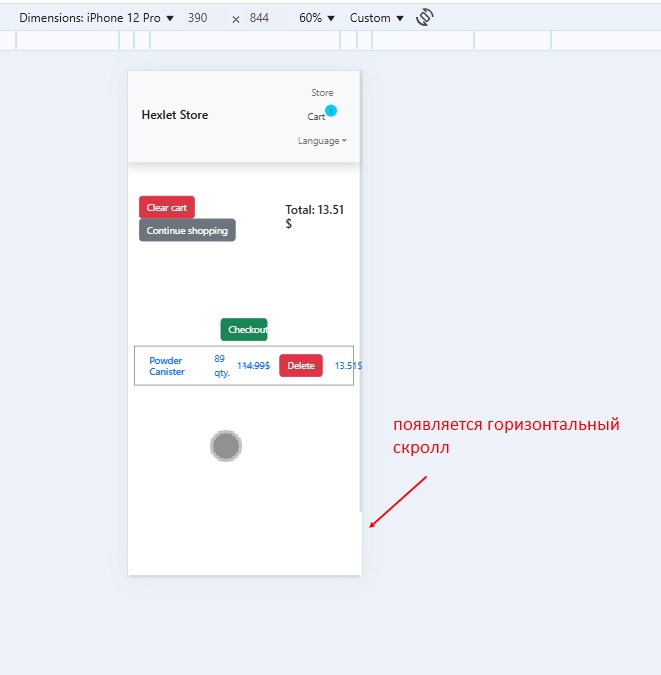 Dimensions: iPhone 12 Pro ▼ 390 × 844 60% ▼ Custom ▼
Store
Hexlet Store
Cart 1
Language
Clear cart
Total: 13.51
$
Continue shopping
Checkout
Powder
Canister
89
qty.
114.99$
Delete
13.51$
появляется горизонтальный
скролл